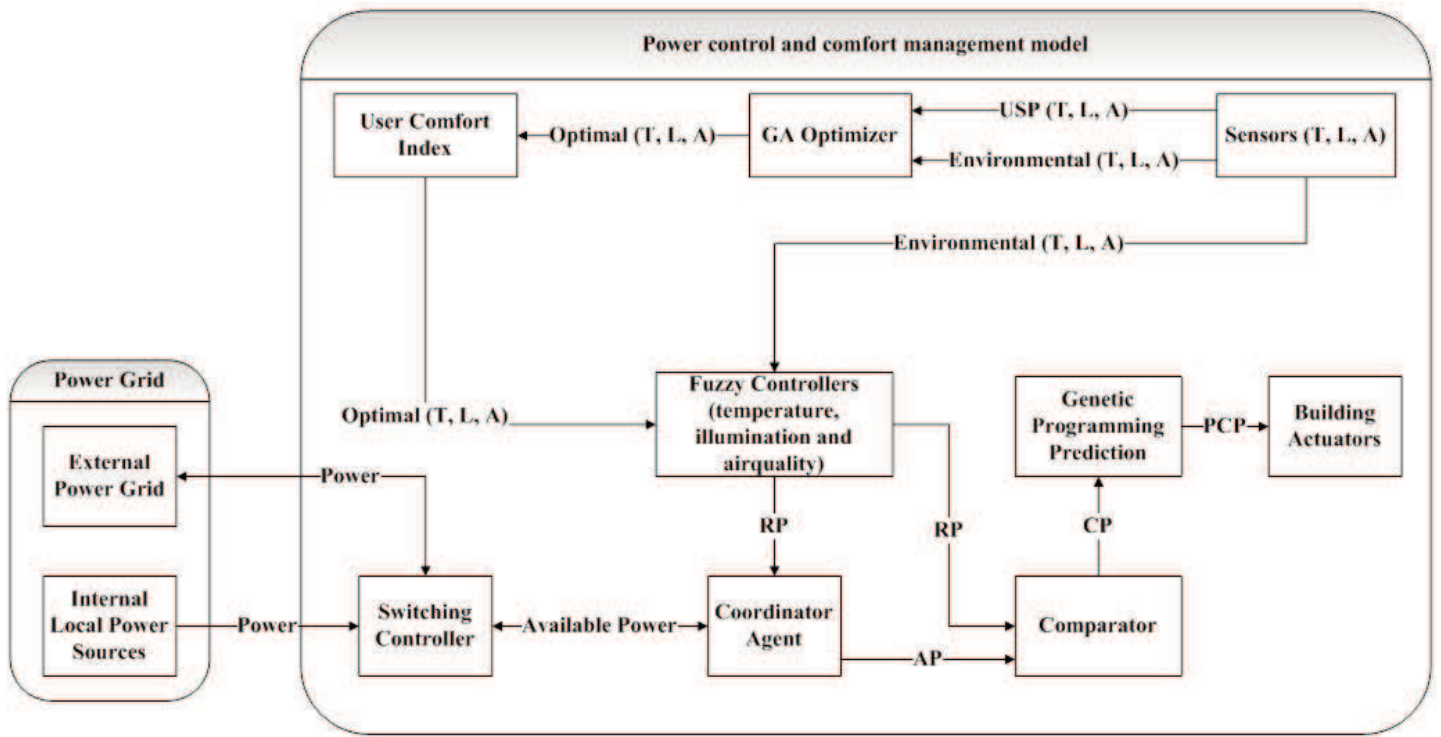 Power control and comfort management model
User Comfort
Index
Optimal (T, L, A)
GA Optimizer
USP (T, L, A)
Environmental (T, L, A)
Sensors (T, L, A)
Environmental (T, L, A)
Power Grid
External
Power Grid
Internal
Local Power
Sources
Power
Power
Optimal (T, L, A)
Fuzzy Controllers
(temperature,
illumination and
airquality)
Genetic
Programming
Prediction
PCP
Building
Actuators
RP
RP
CP
Switching
Controller
Available Power
Coordinator
Agent
AP
Comparator